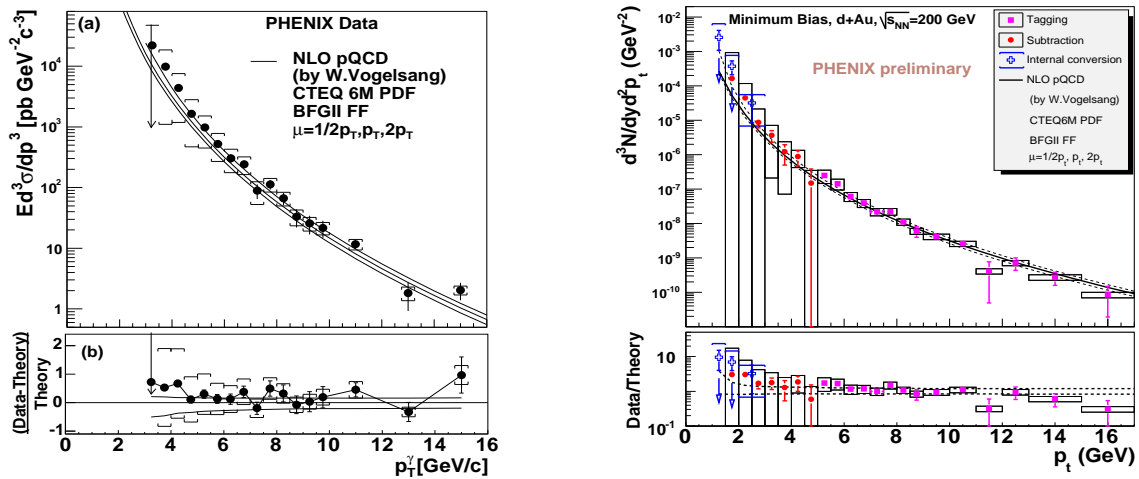 (a)
PHENIX Data
NLO pQCD
(by W.Vogelsang)
CTEQ 6M PDF
BFGII FF
μ=1/2p_T,p_T,2p_T
Ed³σ/dp³ [pb GeV⁻²c⁻³]
10⁵
10⁴
10³
10²
10
1
(b)
(Data-Theory)
Theory
2
1
0
-1
0 2 4 6 8 10 12 14 16
p_T^γ[GeV/c]
Minimum Bias, d+Au, √s_NN=200 GeV
PHENIX preliminary
Tagging
Subtraction
Internal conversion
NLO pQCD
(by W.Vogelsang)
CTEQ6M PDF
BFGII FF
μ=1/2p_t, p_t, 2p_t
d³N/dyd²p_t (GeV⁻²)
10⁻²
10⁻³
10⁻⁴
10⁻⁵
10⁻⁶
10⁻⁷
10⁻⁸
10⁻⁹
10⁻¹⁰
Data/Theory
10
1
10⁻¹
0 2 4 6 8 10 12 14 16
p_t (GeV)